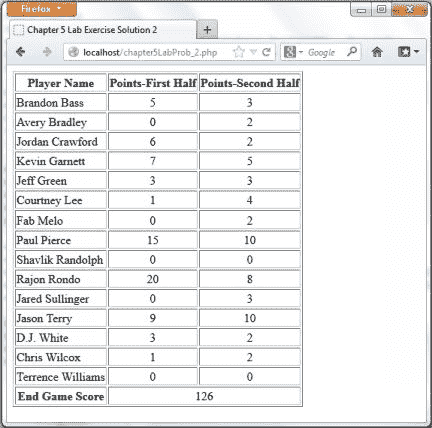 Firefox
Chapter 5 Lab Exercise Solution 2
localhost/chapter5LabProb_2.php
Google
Player Name Points-First Half Points-Second Half
Brandon Bass 5 3
Avery Bradley 0 2
Jordan Crawford 6 2
Kevin Garnett 7 5
Jeff Green 3 3
Courtney Lee 1 4
Fab Melo 0 2
Paul Pierce 15 10
Shavlik Randolph 0 0
Rajon Rondo 20 8
Jared Sullinger 0 3
Jason Terry 9 10
D.J. White 3 2
Chris Wilcox 1 2
Terrence Williams 0 0
End Game Score 126